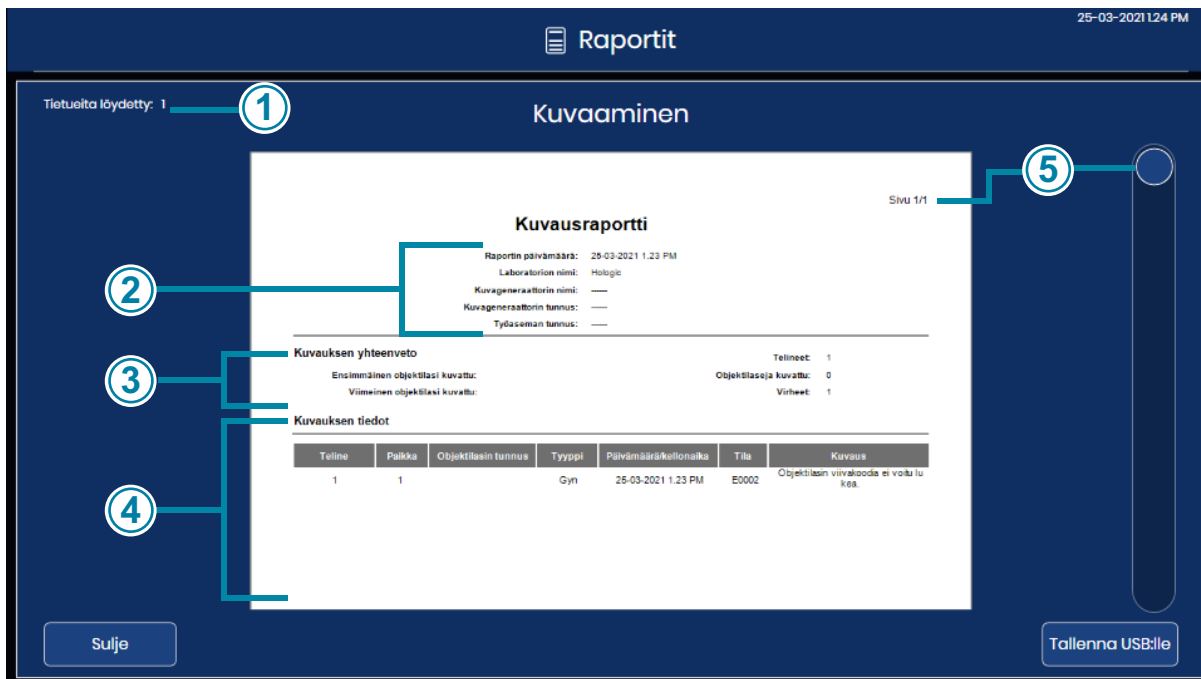 25-03-2021 1.24 PM
Raportit
Tietueita löydetty: 1
1
Kuvaaminen
5
Sivu 1/1
Kuvausraportti
2
Raportin päivämäärä: 25-03-2021 1.23 PM
Laboratorion nimi: Hologic
Kuvageneraattorin nimi: -----
Kuvageneraattorin tunnus: -----
Työaseman tunnus: -----
3
Kuvauksen yhteenveto
Telineet: 1
Ensimmäinen objektilasi kuvattu: Objektilaseja kuvattu: 0
Viimeinen objektilasi kuvattu: Virheet: 1
4
Kuvauksen tiedot
Teline Paikka Objektilasin tunnus Tyyppi Päivämäärä/kellonaika Tila Kuvaus
1 1 Gyn 25-03-2021 1.23 PM E0002 Objektilasin viivakoodia ei voitu lu
kea.
Sulje
Tallenna USB:lle